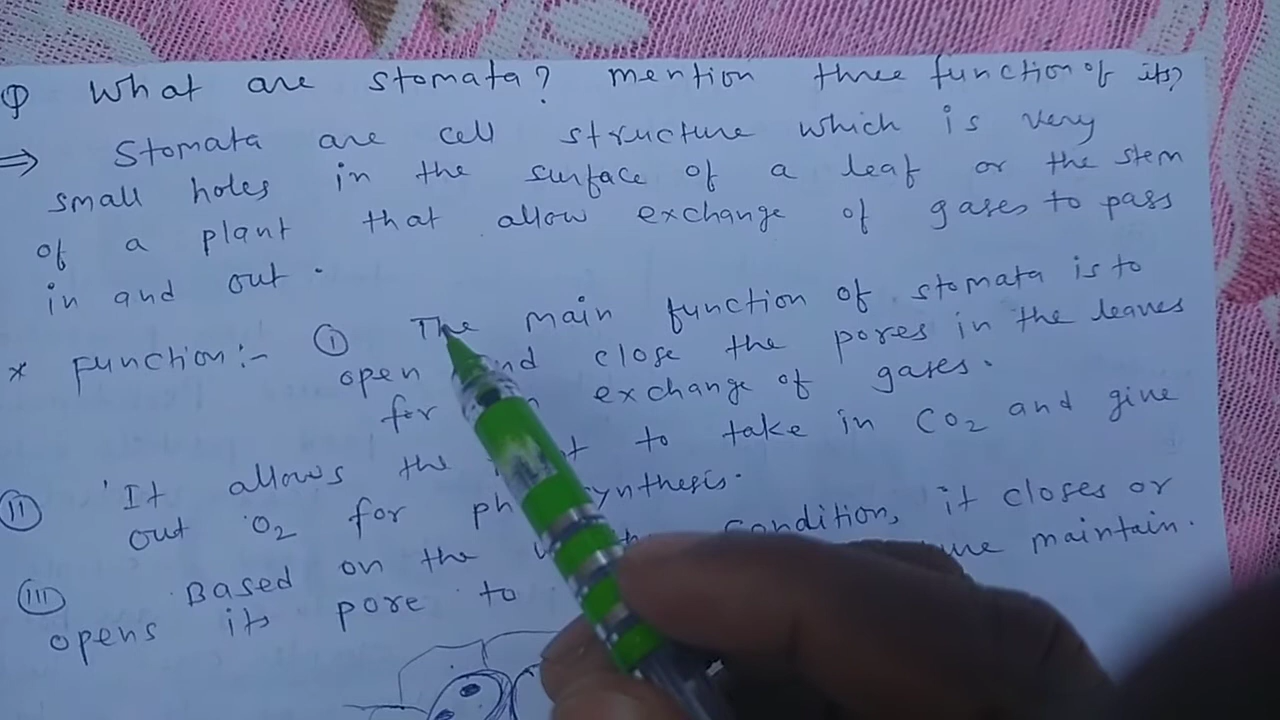 Q What are stomata? mention three function of its?
⇒ Stomata are cell structure which is very
small holes in the surface of a leaf or the stem
of a plant that allow exchange of gases to pass
in and out.
* Function:- (i) The main function of stomata is to
open and close the pores in the leaves
for exchange of gases.
(ii) It allows the to take in CO2 and give
out O2 for photosynthesis.
(iii) Based on the condition, it closes or
opens its pore to maintain.